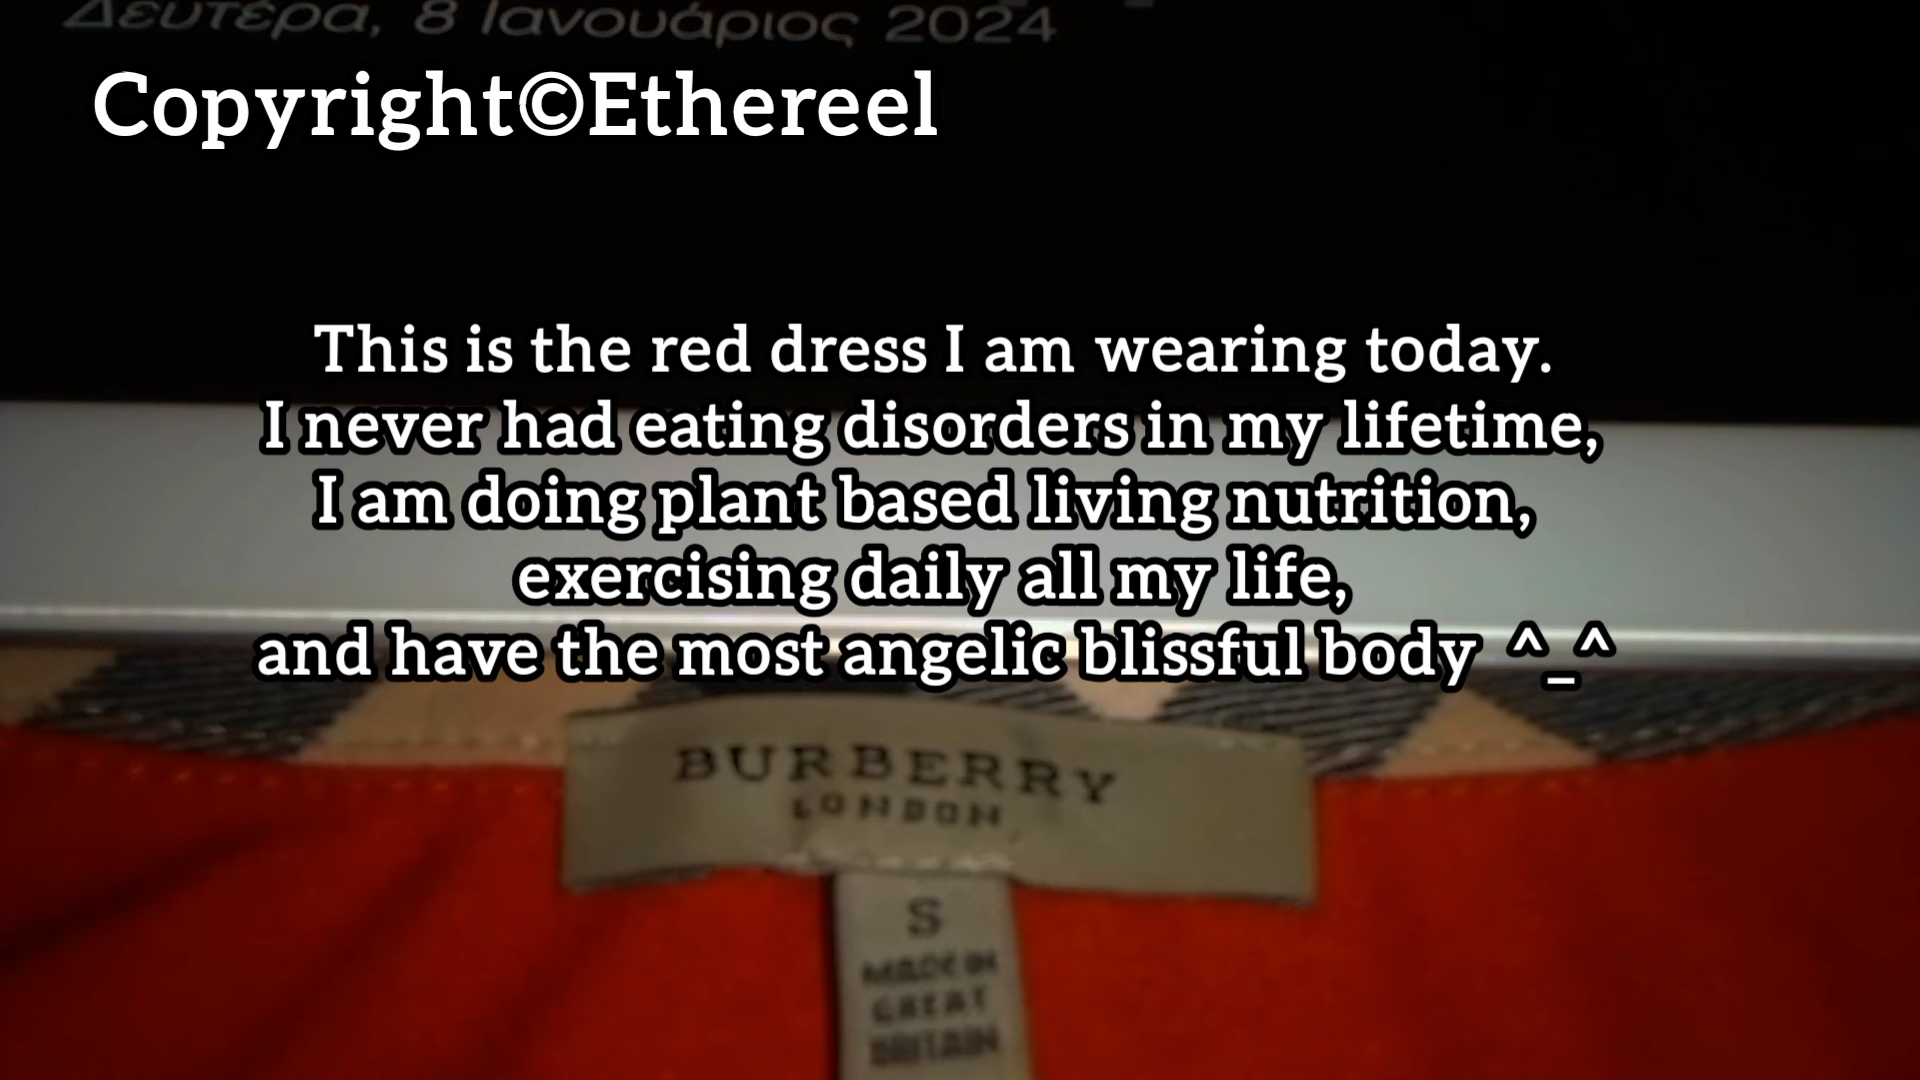 Δευτέρα, 8 Ιανουάριος 2024
Copyright©Ethereel
This is the red dress I am wearing today.
I never had eating disorders in my lifetime,
I am doing plant based living nutrition,
exercising daily all my life,
and have the most angelic blissful body ^_^
BURBERRY
LONDON
S
MADE IN
GREAT
BRITAIN